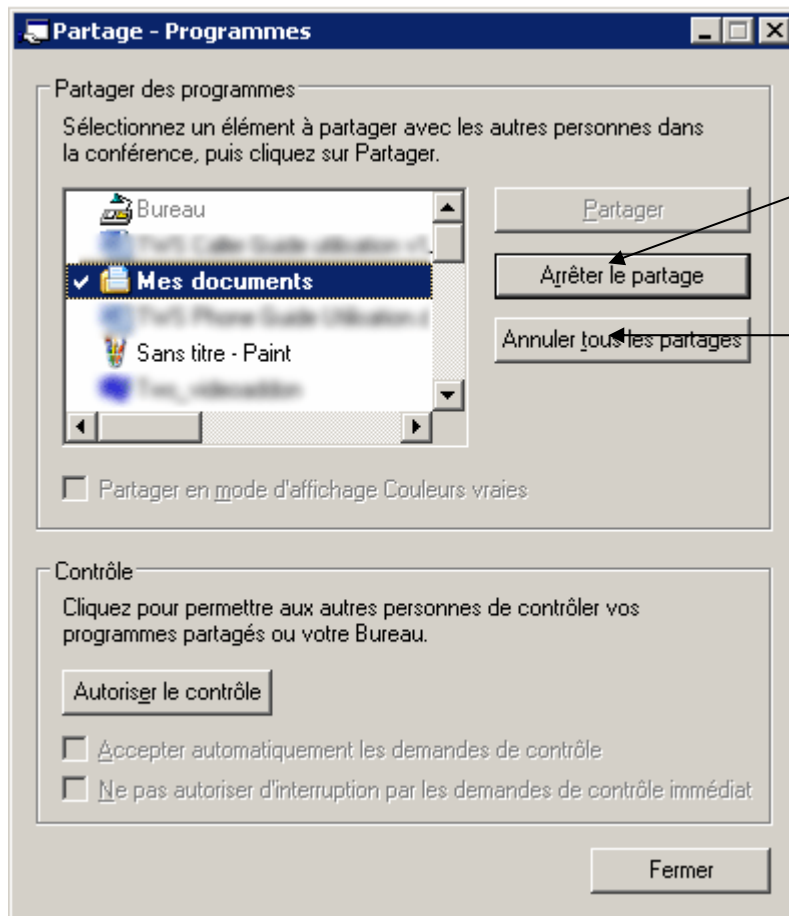 Partage - Programmes
Partager des programmes
Sélectionnez un élément à partager avec les autres personnes dans
la conférence, puis cliquez sur Partager.
Bureau
Mes documents
Sans titre - Paint
Partager
Arrêter le partage
Annuler tous les partages
Partager en mode d'affichage Couleurs vraies
Contrôle
Cliquez pour permettre aux autres personnes de contrôler vos
programmes partagés ou votre Bureau.
Autoriser le contrôle
Accepter automatiquement les demandes de contrôle
Ne pas autoriser d'interruption par les demandes de contrôle immédiat
Fermer